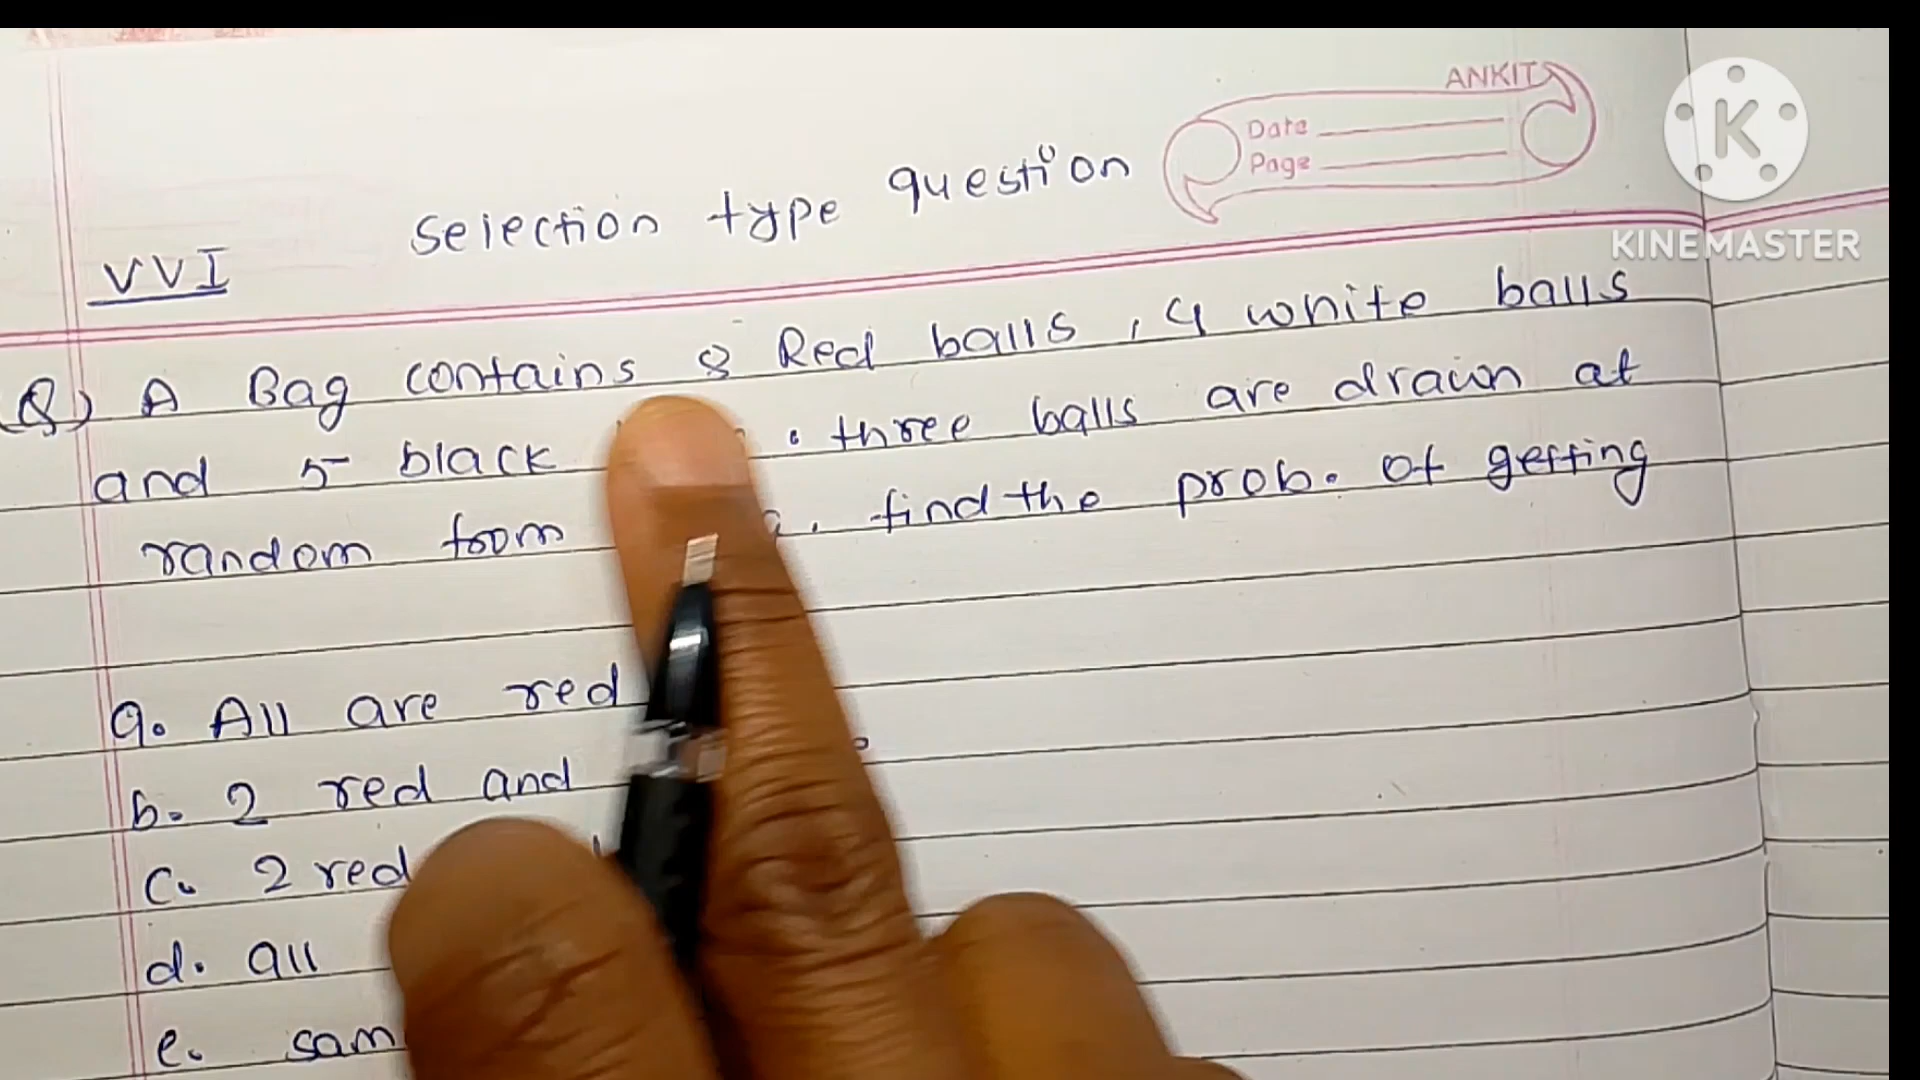 ANKIT
Date
Page
K
KINEMASTER
selection type question
VVI
Q) A Bag contains 8 Red balls, 4 white balls
and 5 black . three balls are drawn at
random from . find the prob. of getting
a. All are red
b. 2 red and
c. 2 red
d. all
e. sam